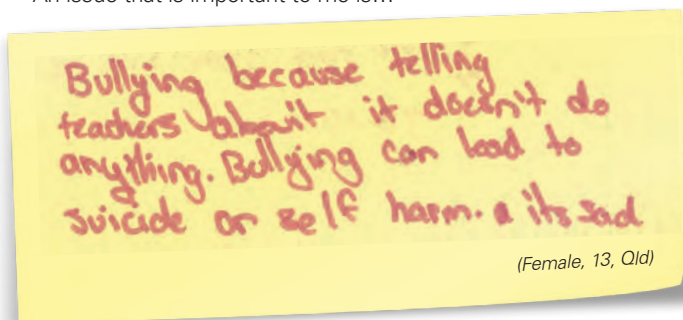 An issue that is important to me is...
Bullying because telling
teachers about it doesn't do
anything. Bullying can lead to
suicide or self harm. its sad
(Female, 13, Qld)